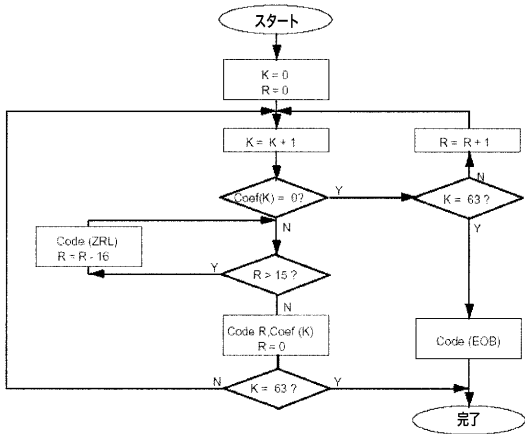 スタート
K = 0
R = 0
K = K + 1
R = R + 1
Coef(K) = 0?
Y
N
K = 63 ?
N
Y
Code (ZRL)
R = R - 16
Y
R > 15 ?
N
Code R,Coef (K)
R = 0
Code (EOB)
N
K = 63 ?
Y
完了